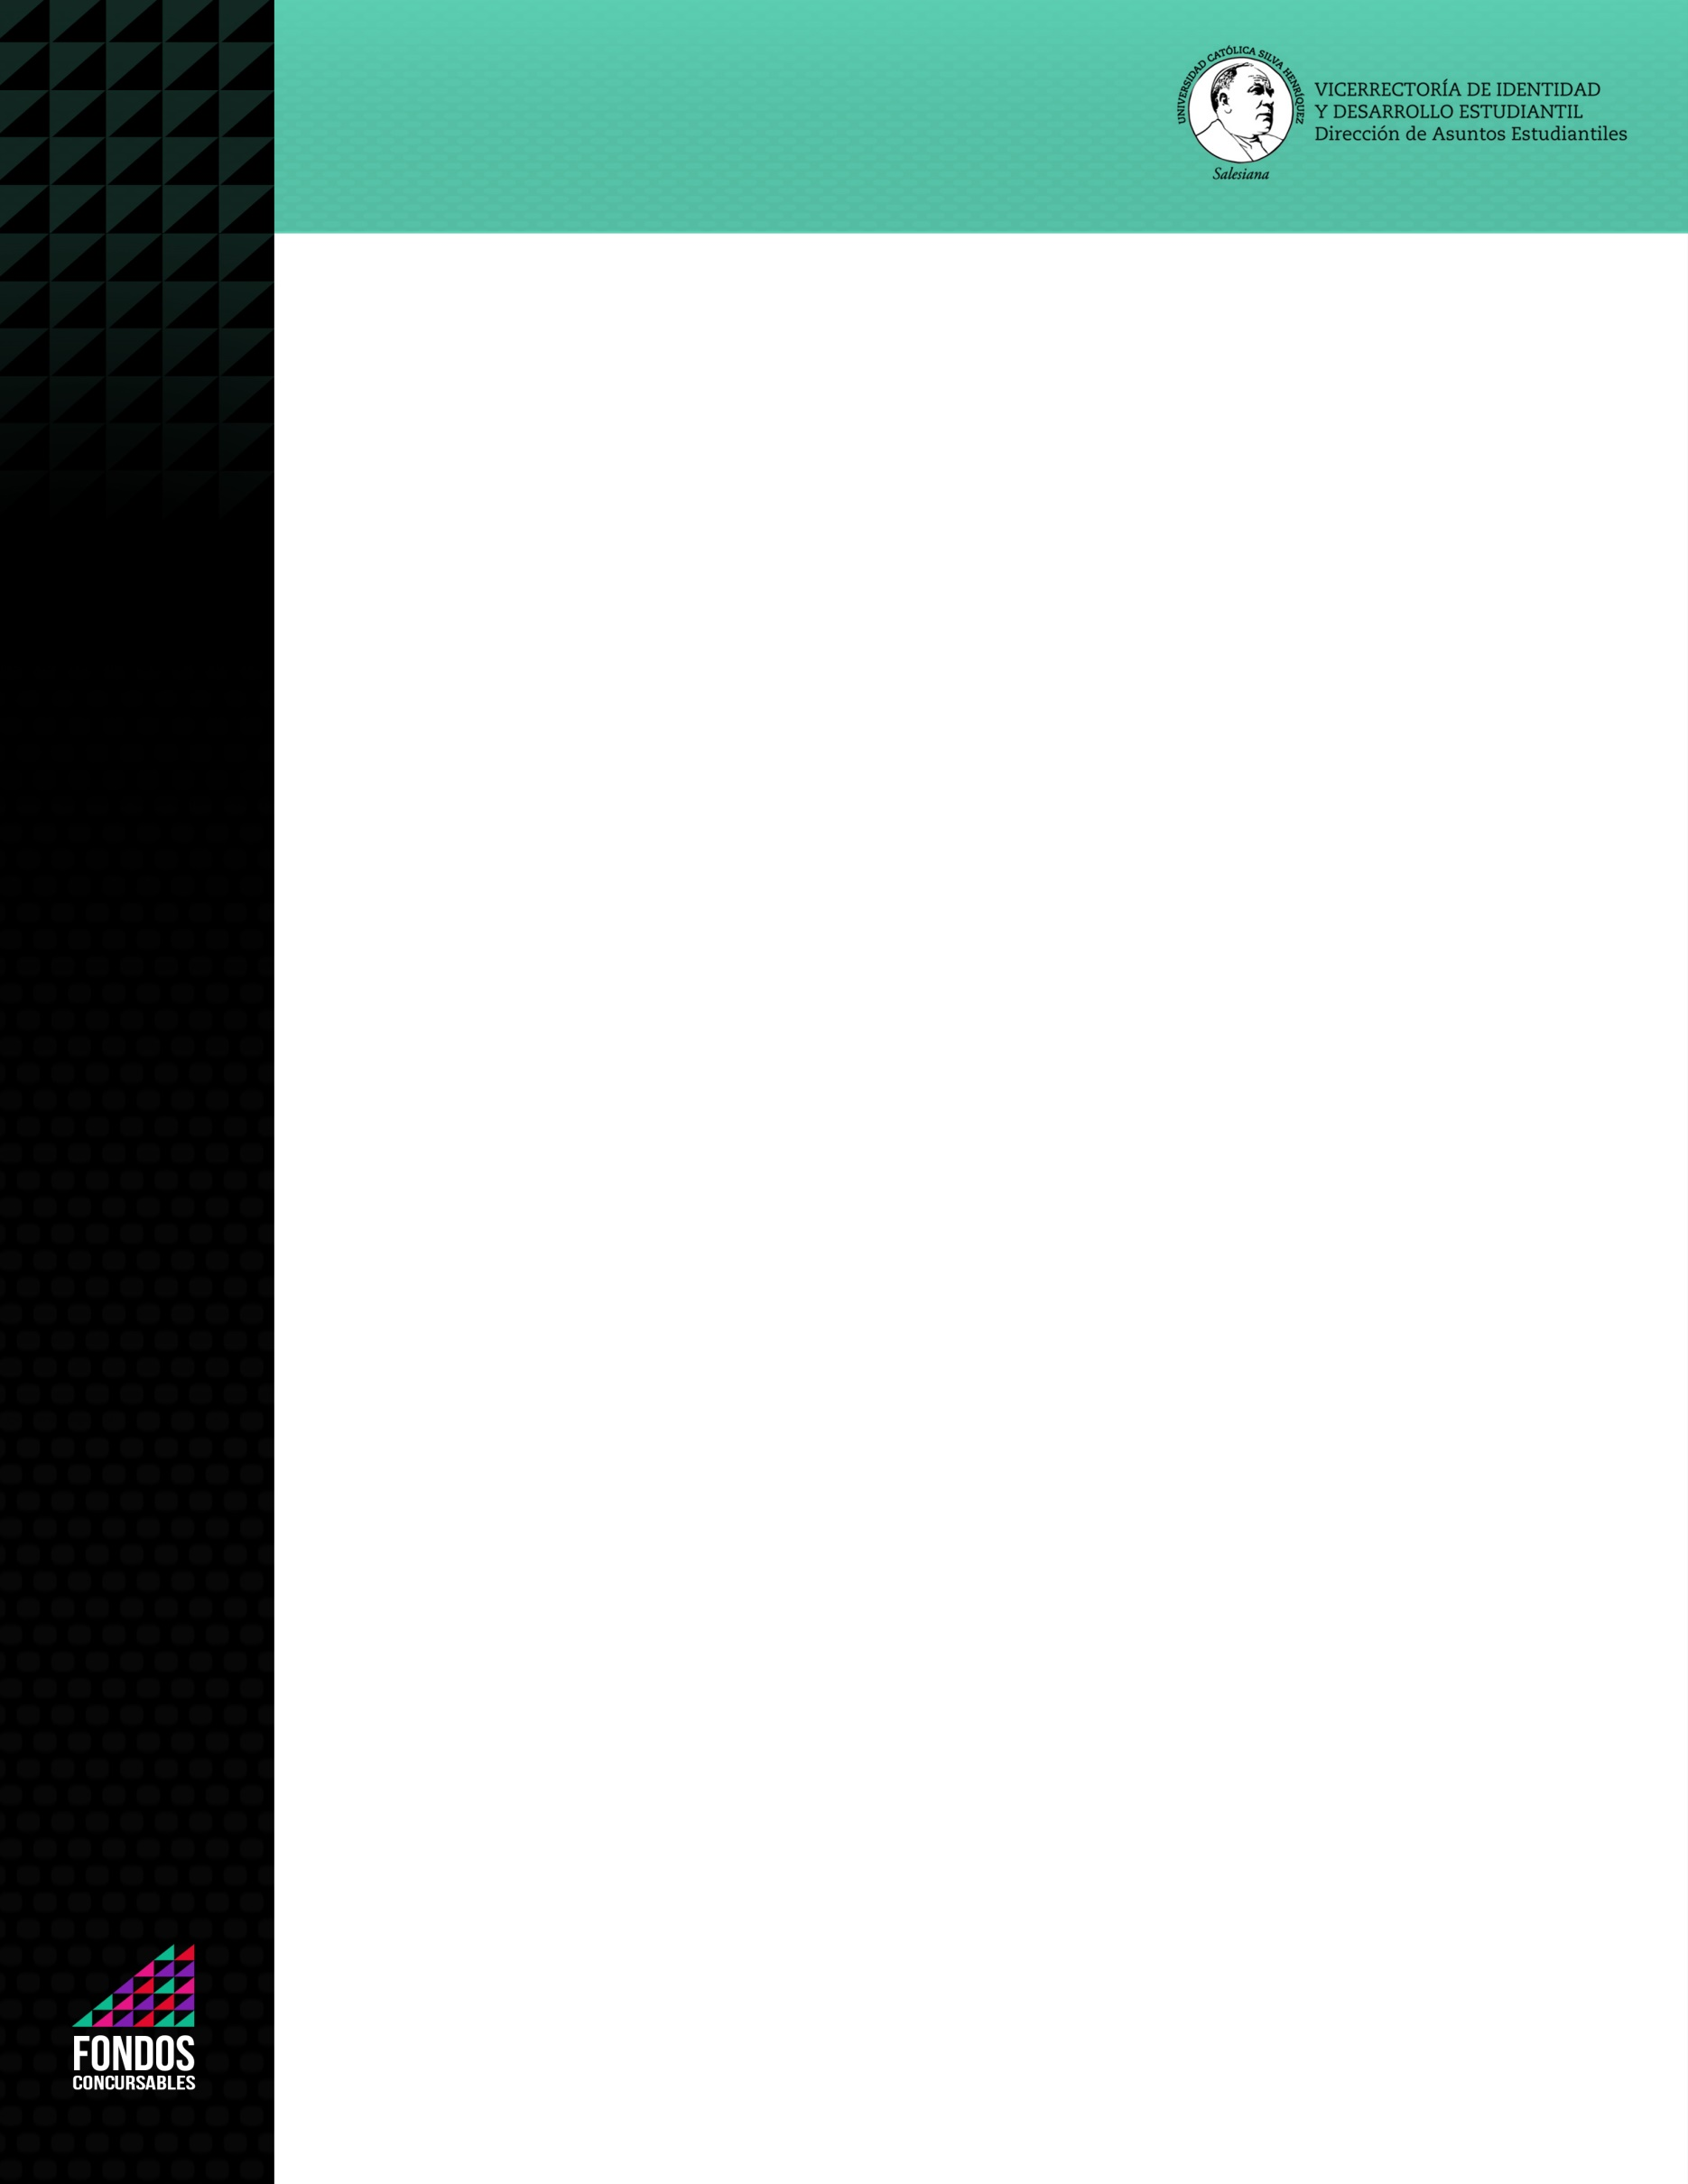 UNIVERSIDAD CATÓLICA SILVA HENRÍQUEZ
Salesiana
VICERRECTORÍA DE IDENTIDAD
Y DESARROLLO ESTUDIANTIL
Dirección de Asuntos Estudiantiles
FONDOS
CONCURSABLES